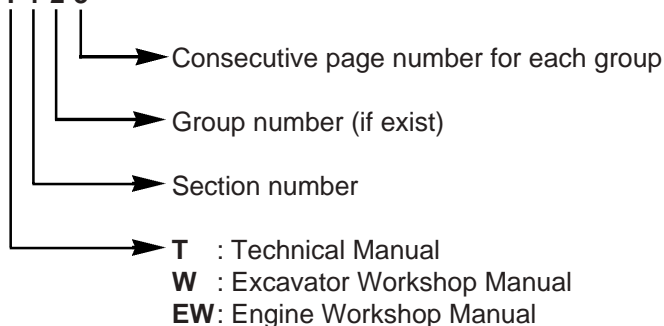 Consecutive page number for each group
Group number (if exist)
Section number
T : Technical Manual
W : Excavator Workshop Manual
EW: Engine Workshop Manual